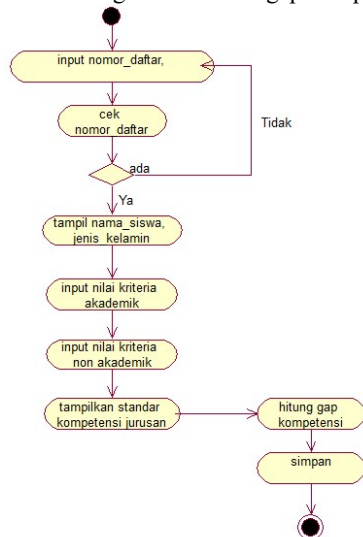 input nomor_daftar,
cek
nomor_daftar
ada
Tidak
Ya
tampil nama_siswa,
jenis_kelamin
input nilai kriteria
akademik
input nilai kriteria
non akademik
tampilkan standar
kompetensi jurusan
hitung gap
kompetensi
simpan